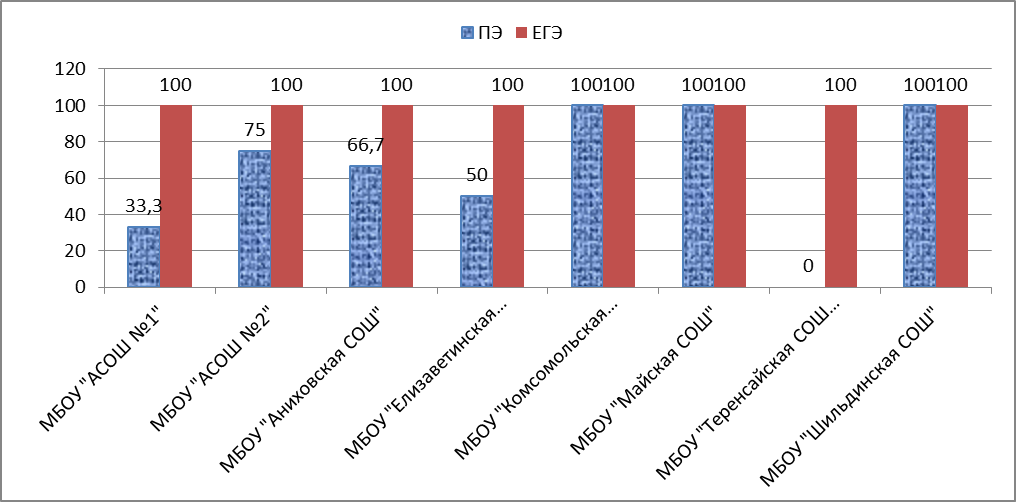 ПЭ ЕГЭ
120
100
80
60
40
20
0
33,3 100
75 100
66,7 100
50 100
100100
100100
0 100
100100
МБОУ "АСОШ №1"
МБОУ "АСОШ №2"
МБОУ "Аниховская СОШ"
МБОУ "Елизаветинская...
МБОУ "Комсомольская...
МБОУ "Майская СОШ"
МБОУ "Теренсайская СОШ...
МБОУ "Шильдинская СОШ"